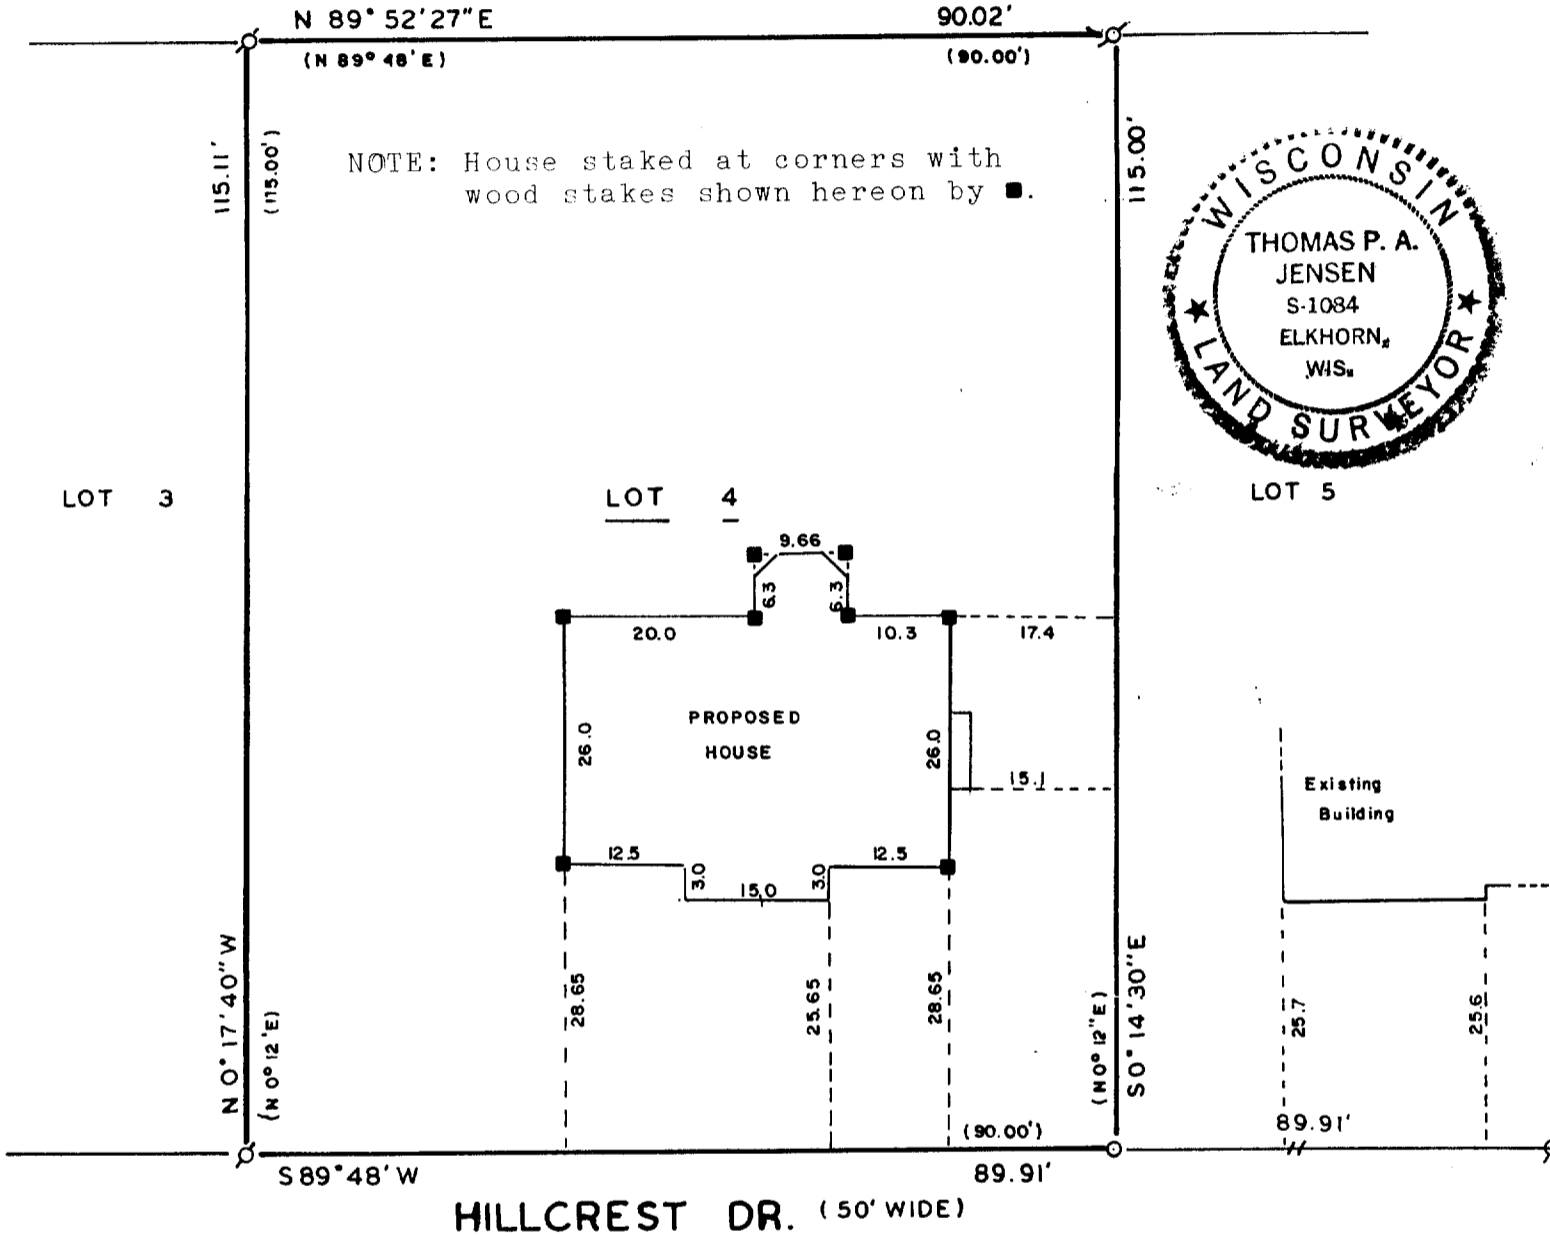 N 89° 52' 27" E 90.02'
(N 89° 48' E) (90.00')
115.11'
(115.00')
115.00'
NOTE: House staked at corners with
wood stakes shown hereon by ■.
WISCONSIN
THOMAS P. A.
JENSEN
S-1084
ELKHORN,
WIS.
LAND SURVEYOR
LOT 3
LOT 4
LOT 5
9.66
6.3
6.3
20.0
10.3
17.4
PROPOSED
HOUSE
26.0
26.0
15.1
Existing
Building
12.5
12.5
3.0
3.0
15.0
28.65
25.65
28.65
25.7
25.6
N 0° 17' 40" W
(N 0° 12' E)
(N 0° 12" E)
S 0° 14' 30" E
(90.00')
89.91'
S 89° 48' W
89.91'
HILLCREST DR. (50' WIDE)